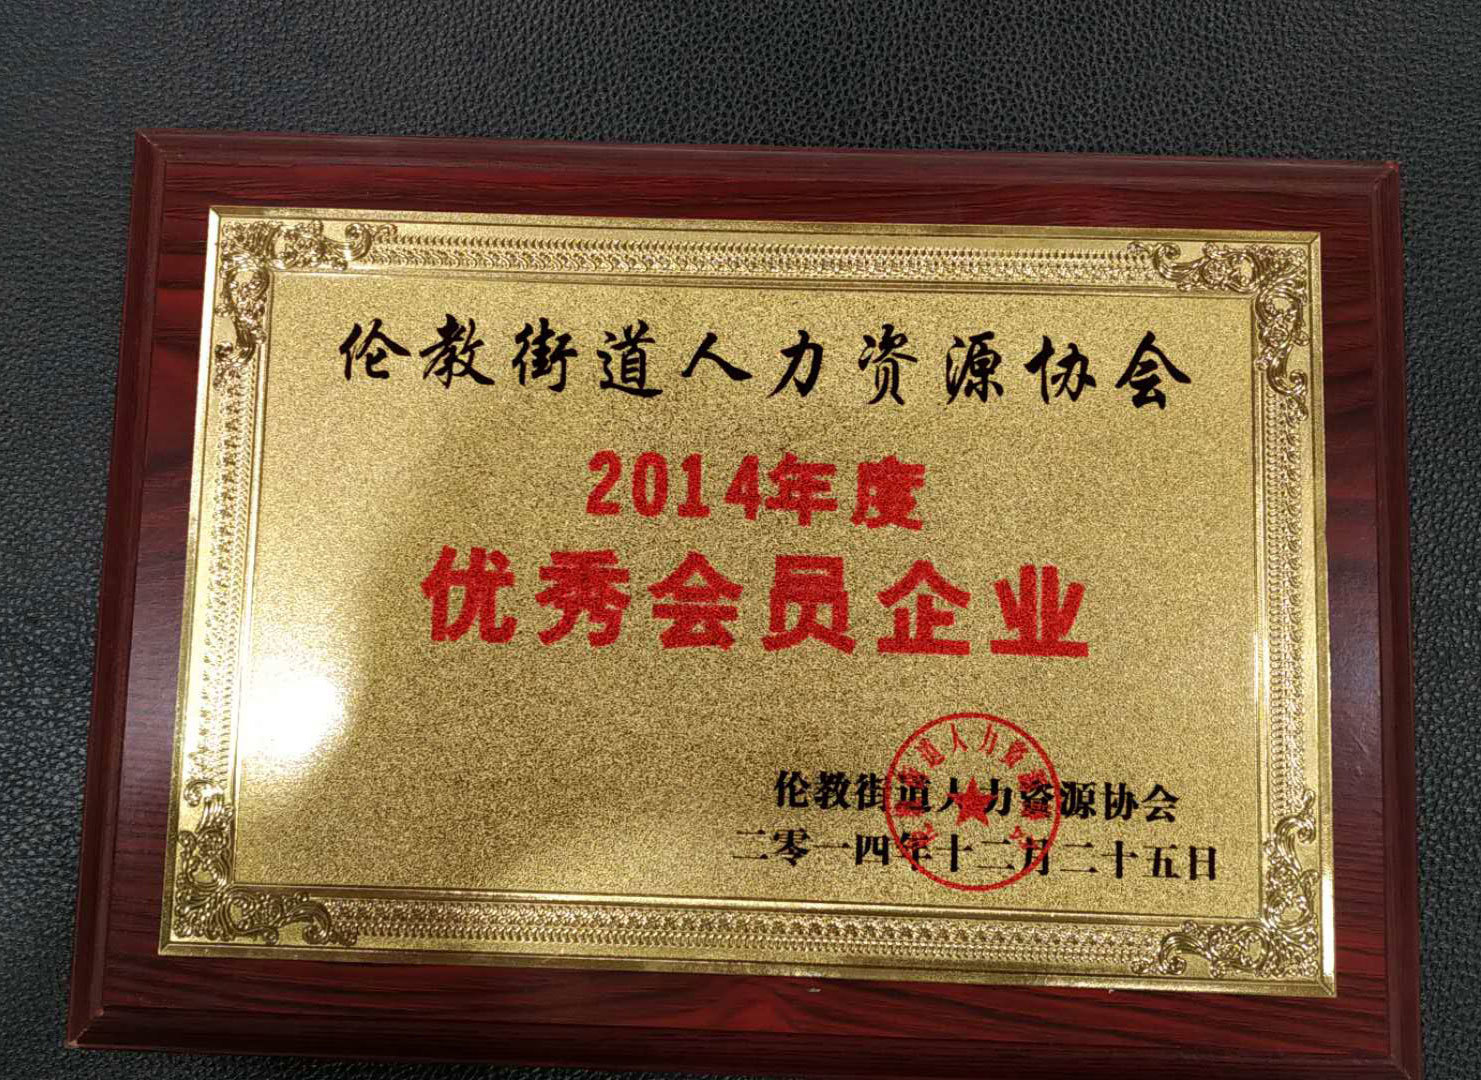 伦教街道人力资源协会
2014年度
优秀会员企业
伦教街道人力资源协会
二零一四年十二月二十五日